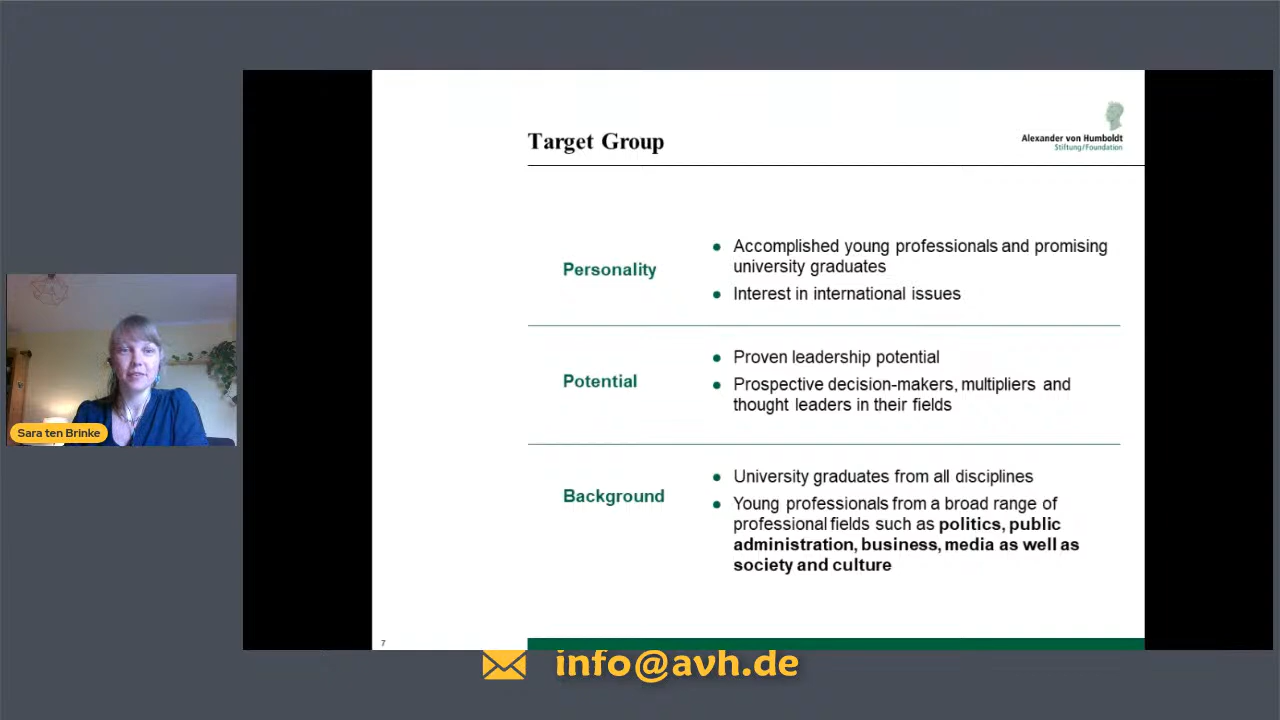 Target Group
Alexander von Humboldt
Stiftung/Foundation
Personality
● Accomplished young professionals and promising
university graduates
● Interest in international issues
Potential
● Proven leadership potential
● Prospective decision-makers, multipliers and
thought leaders in their fields
Background
● University graduates from all disciplines
● Young professionals from a broad range of
professional fields such as politics, public
administration, business, media as well as
society and culture
7
Sara ten Brinke
info@avh.de